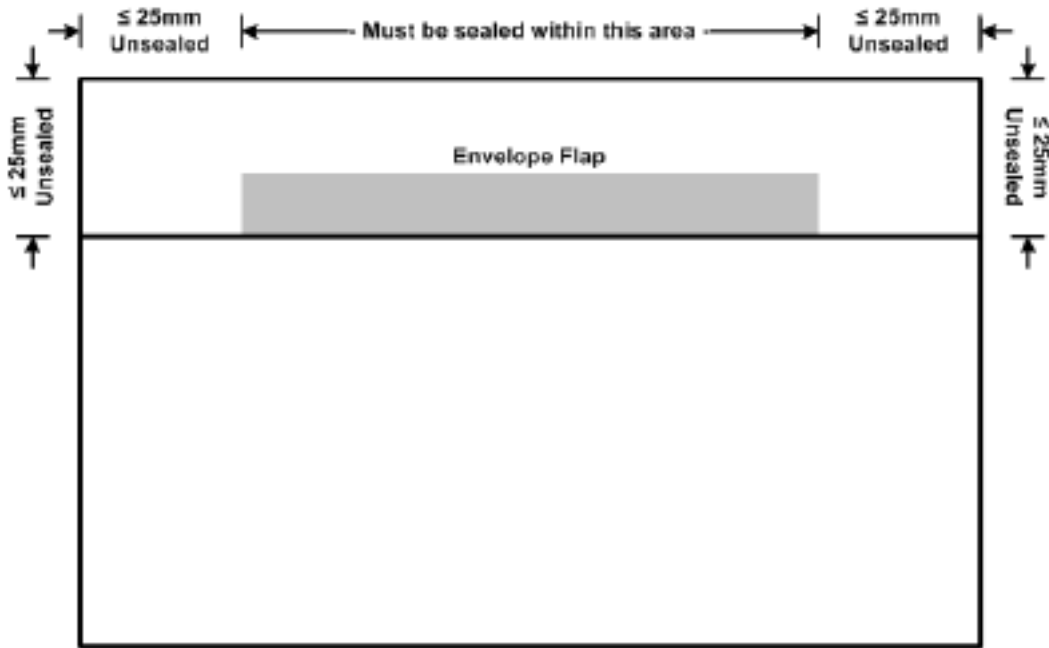 ≤ 25mm
Unsealed
Must be sealed within this area
≤ 25mm
Unsealed
≤ 25mm
Unsealed
Envelope Flap
≤ 25mm
Unsealed